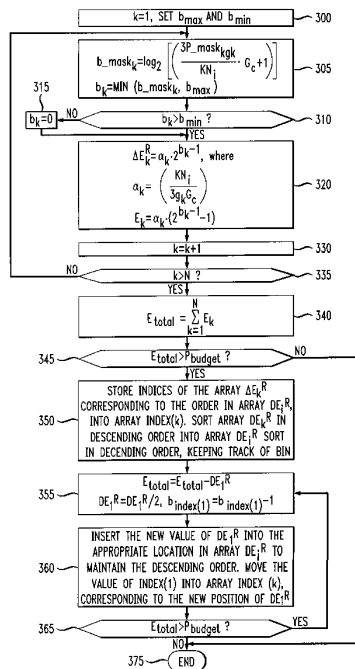 k=1, SET b_max AND b_min
300
b_mask_k=log_2 [(3P_mask_k g_k / KN_i · G_c+1)]
b_k=MIN (b_mask_k, b_max)
305
315
b_k=0
NO
b_k>b_min ?
310
YES
ΔE_k^R=α_k·2^(b_k-1), where
α_k= (KN_i / 3g_kG_c)
E_k=α_k·(2^(b_k-1)-1)
320
k=k+1
330
NO
k>N ?
335
YES
E_total = Σ_(k=1)^N E_k
340
345
E_total>P_budget ?
NO
YES
350
STORE INDICES OF THE ARRAY ΔE_k^R
CORRESPONDING TO THE ORDER IN ARRAY DE_i^R,
INTO ARRAY INDEX(k). SORT ARRAY DE_k^R IN
DESCENDING ORDER INTO ARRAY DE_i^R SORT
IN DECENDING ORDER, KEEPING TRACK OF BIN
355
E_total=E_total-DE_1^R
DE_1^R=DE_1^R/2, b_index(1)=b_index(1)-1
360
INSERT THE NEW VALUE OF DE_1^R INTO THE
APPROPRIATE LOCATION IN ARRAY DE_i^R TO
MAINTAIN THE DESCENDING ORDER. MOVE THE
VALUE OF INDEX(1) INTO ARRAY INDEX (k),
CORRESPONDING TO THE NEW POSITION OF DE_1^R
365
E_total>P_budget ?
YES
NO
375
END